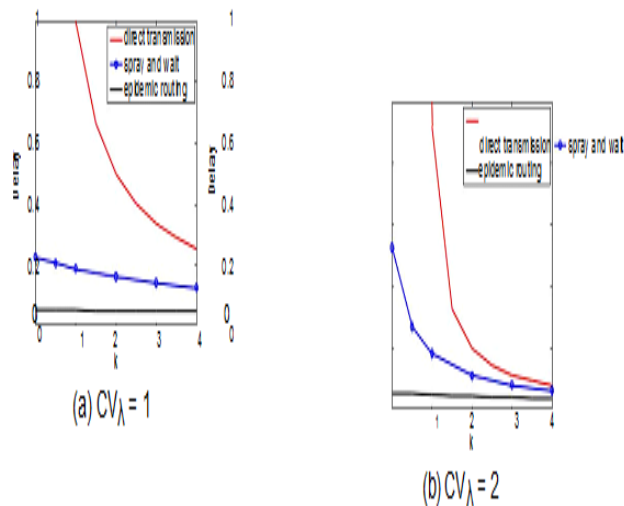 1
1
direct transmission
spray and wait
epidemic routing
0.8
0.8
0.6
0.6
Delay
Delay
0.4
0.4
0.2
0.2
0
0
0
1
2
3
4
0
k
(a) CVλ = 1
direct transmission
spray and wait
epidemic routing
1
2
3
4
k
(b) CVλ = 2